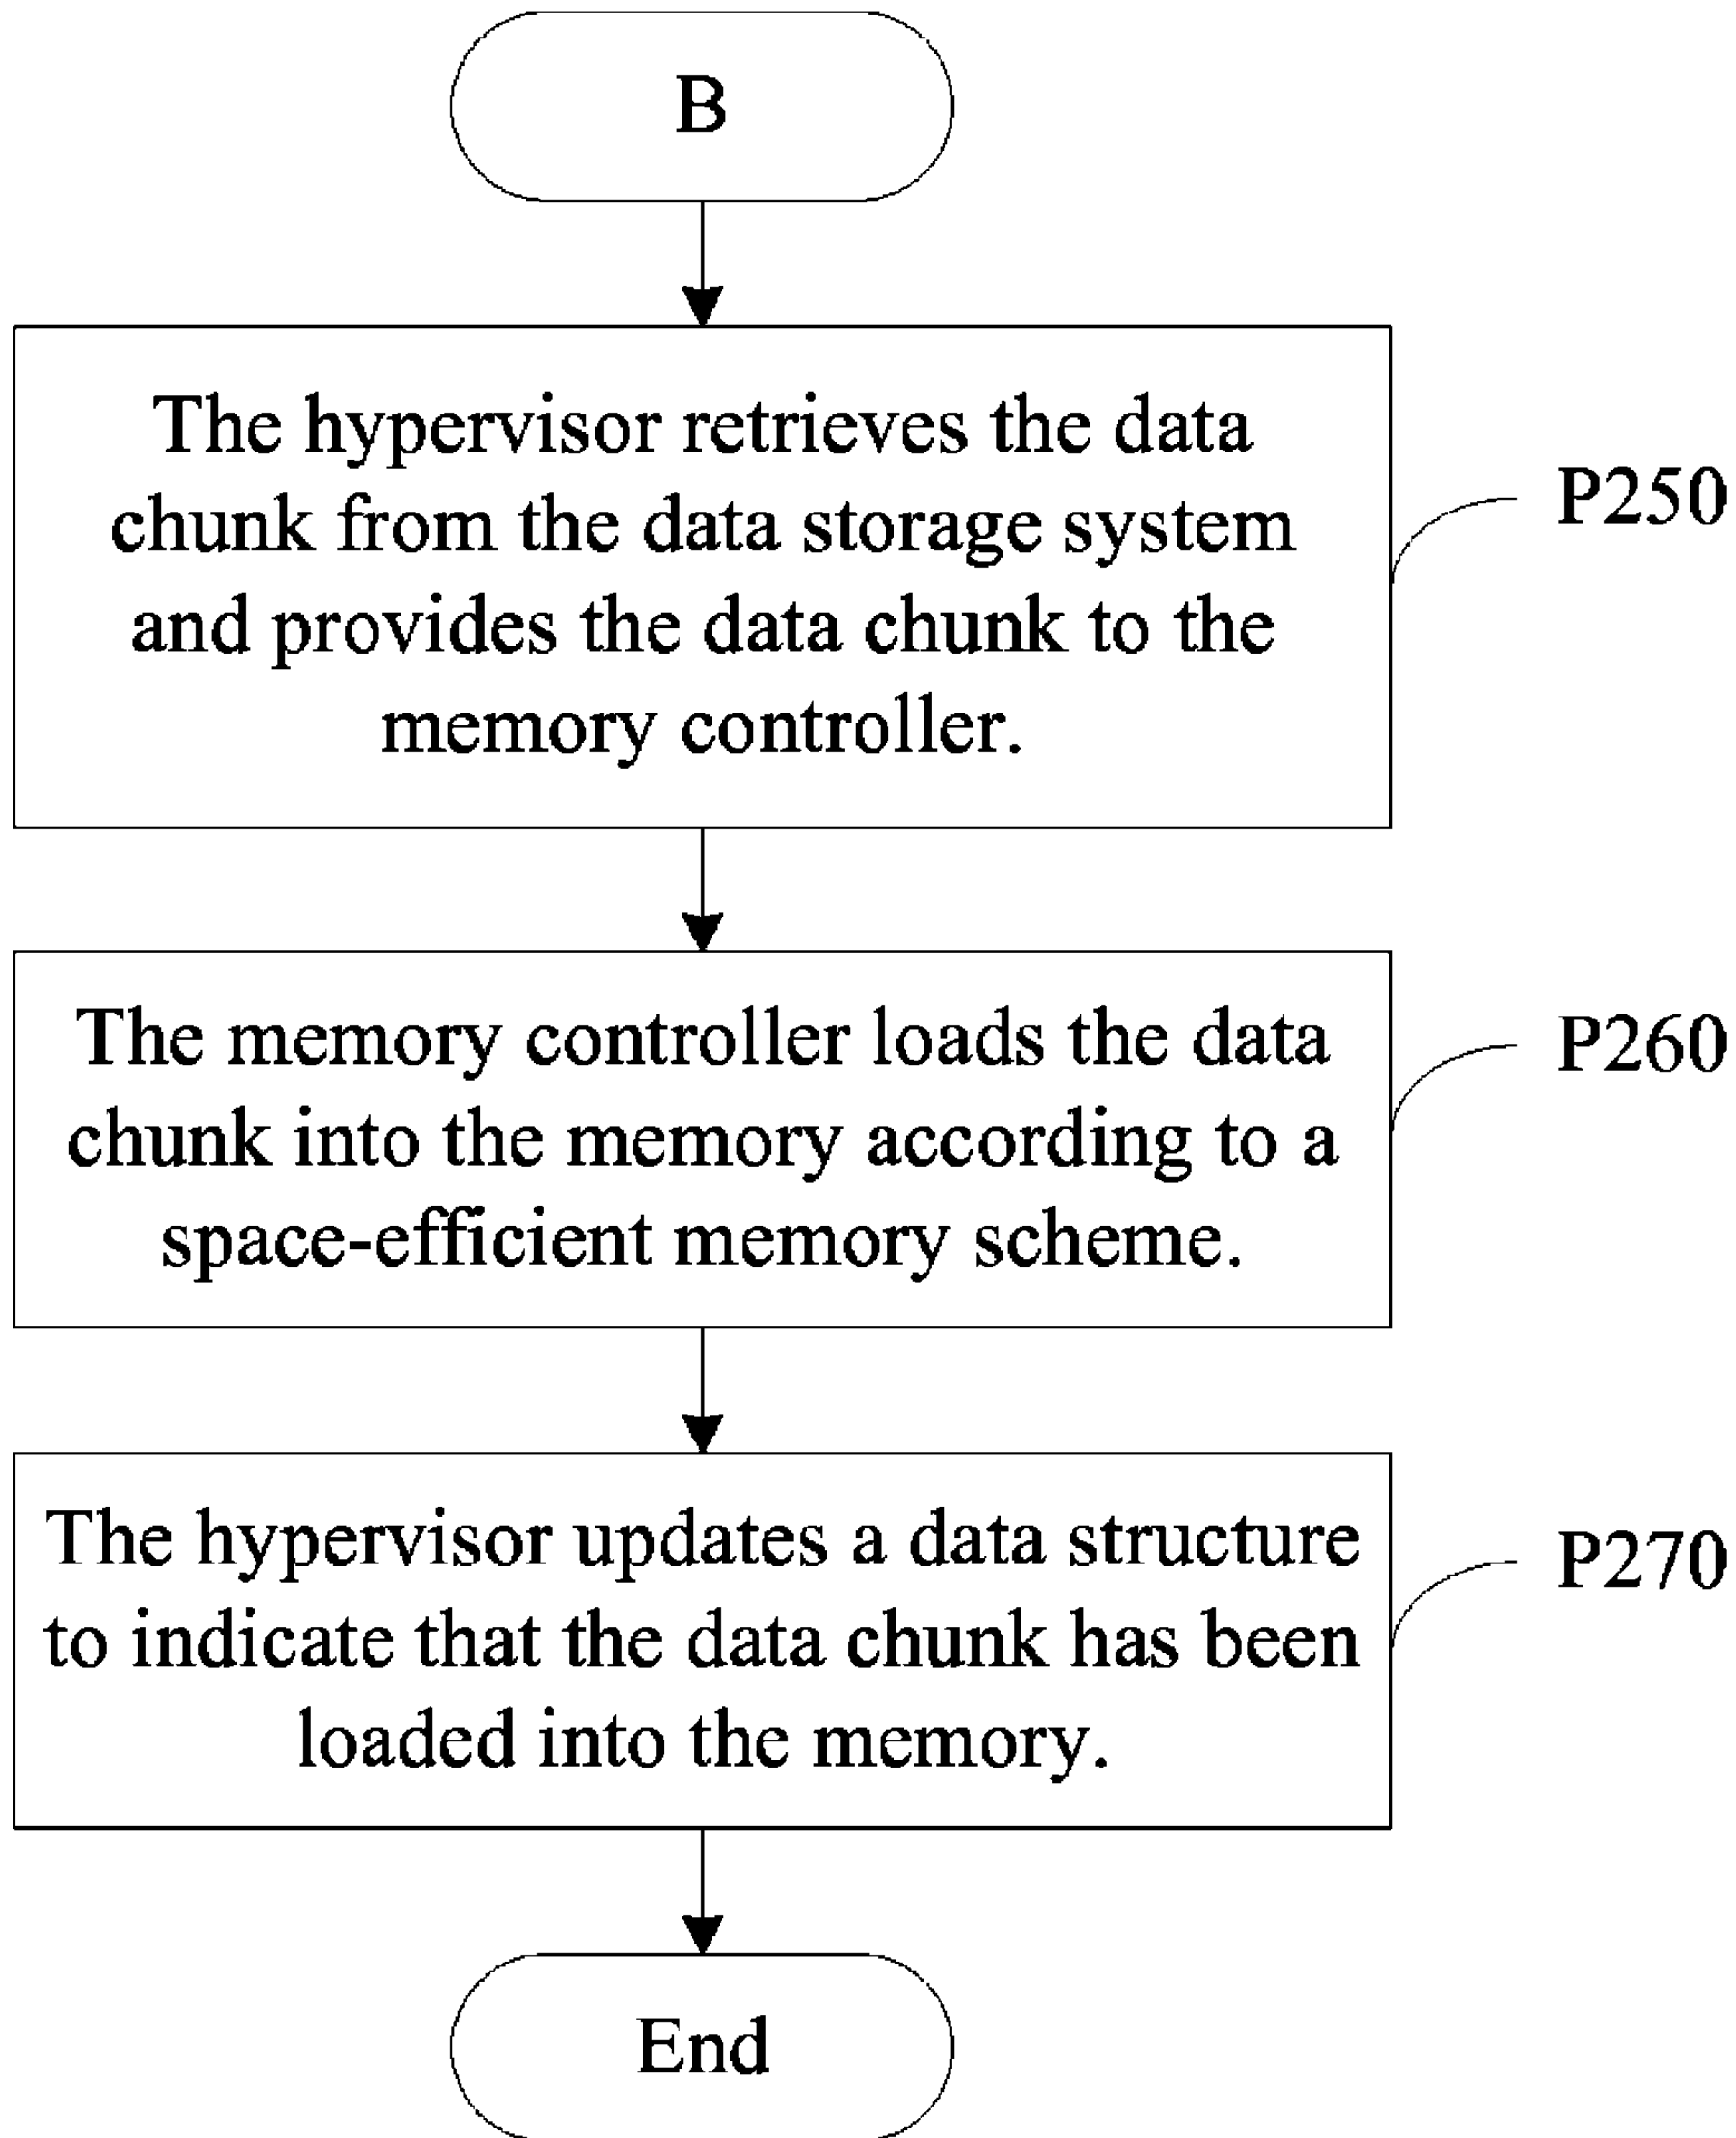 B
The hypervisor retrieves the data
chunk from the data storage system
and provides the data chunk to the
memory controller.
P250
The memory controller loads the data
chunk into the memory according to a
space-efficient memory scheme.
P260
The hypervisor updates a data structure
to indicate that the data chunk has been
loaded into the memory.
P270
End